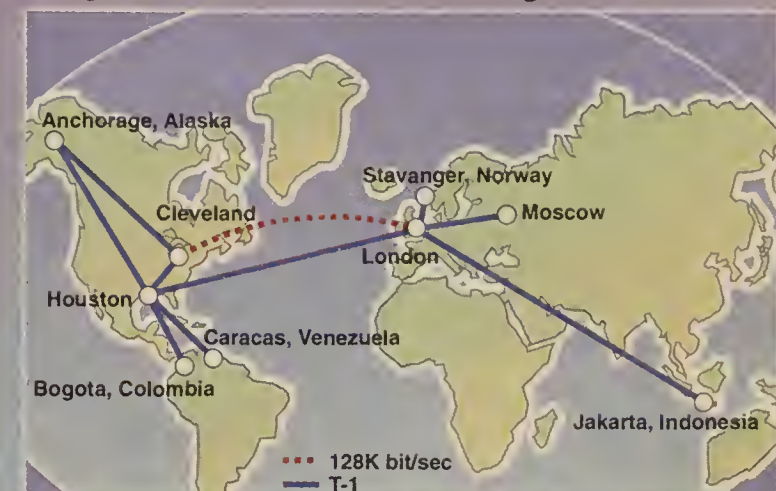 Anchorage, Alaska
Stavanger, Norway
Cleveland
Moscow
London
Houston
Caracas, Venezuela
Bogota, Colombia
Jakarta, Indonesia
128K bit/sec
T-1